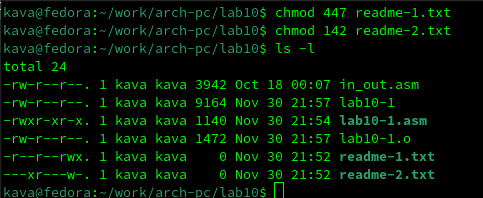 kava@fedora:~/work/arch-pc/lab10$ chmod 447 readme-1.txt
kava@fedora:~/work/arch-pc/lab10$ chmod 142 readme-2.txt
kava@fedora:~/work/arch-pc/lab10$ ls -l
total 24
-rw-r--r--. 1 kava kava 3942 Oct 18 00:07 in_out.asm
-rw-r--r--. 1 kava kava 9164 Nov 30 21:57 lab10-1
-rwxr-xr-x. 1 kava kava 1140 Nov 30 21:54 lab10-1.asm
-rw-r--r--. 1 kava kava 1472 Nov 30 21:57 lab10-1.o
-r--r--rwx. 1 kava kava 0 Nov 30 21:52 readme-1.txt
---xr---w-. 1 kava kava 0 Nov 30 21:52 readme-2.txt
kava@fedora:~/work/arch-pc/lab10$